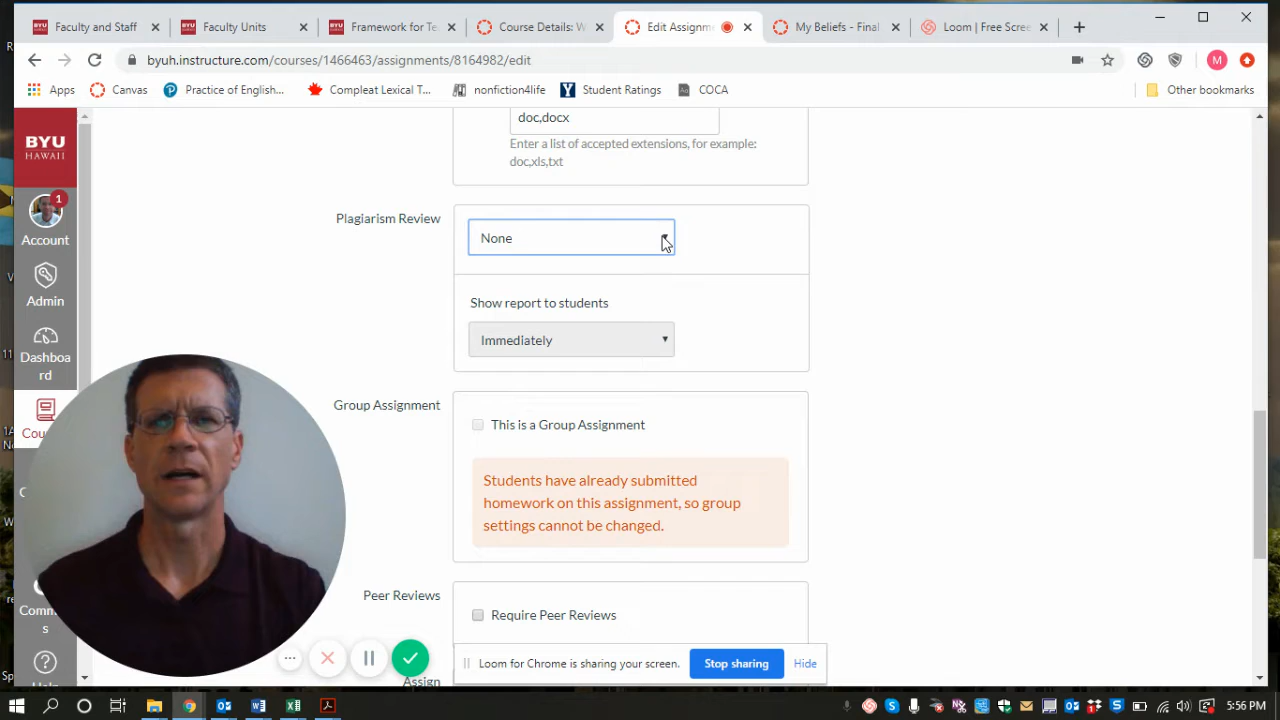 Faculty and Staff
Faculty Units
Framework for Te
Course Details: W
Edit Assignm
My Beliefs - Final
Loom | Free Scree
byuh.instructure.com/courses/1466463/assignments/8164982/edit
M
Apps
Canvas
Practice of English...
Compleat Lexical T...
nonfiction4life
Student Ratings
COCA
Other bookmarks
BYU
HAWAII
1
Account
Admin
Dashboa
rd
doc,docx
Enter a list of accepted extensions, for example:
doc,xls,txt
Plagiarism Review
None
Show report to students
Immediately
Group Assignment
This is a Group Assignment
Students have already submitted
homework on this assignment, so group
settings cannot be changed.
Peer Reviews
Require Peer Reviews
Assign
Loom for Chrome is sharing your screen.
Stop sharing
Hide
5:56 PM